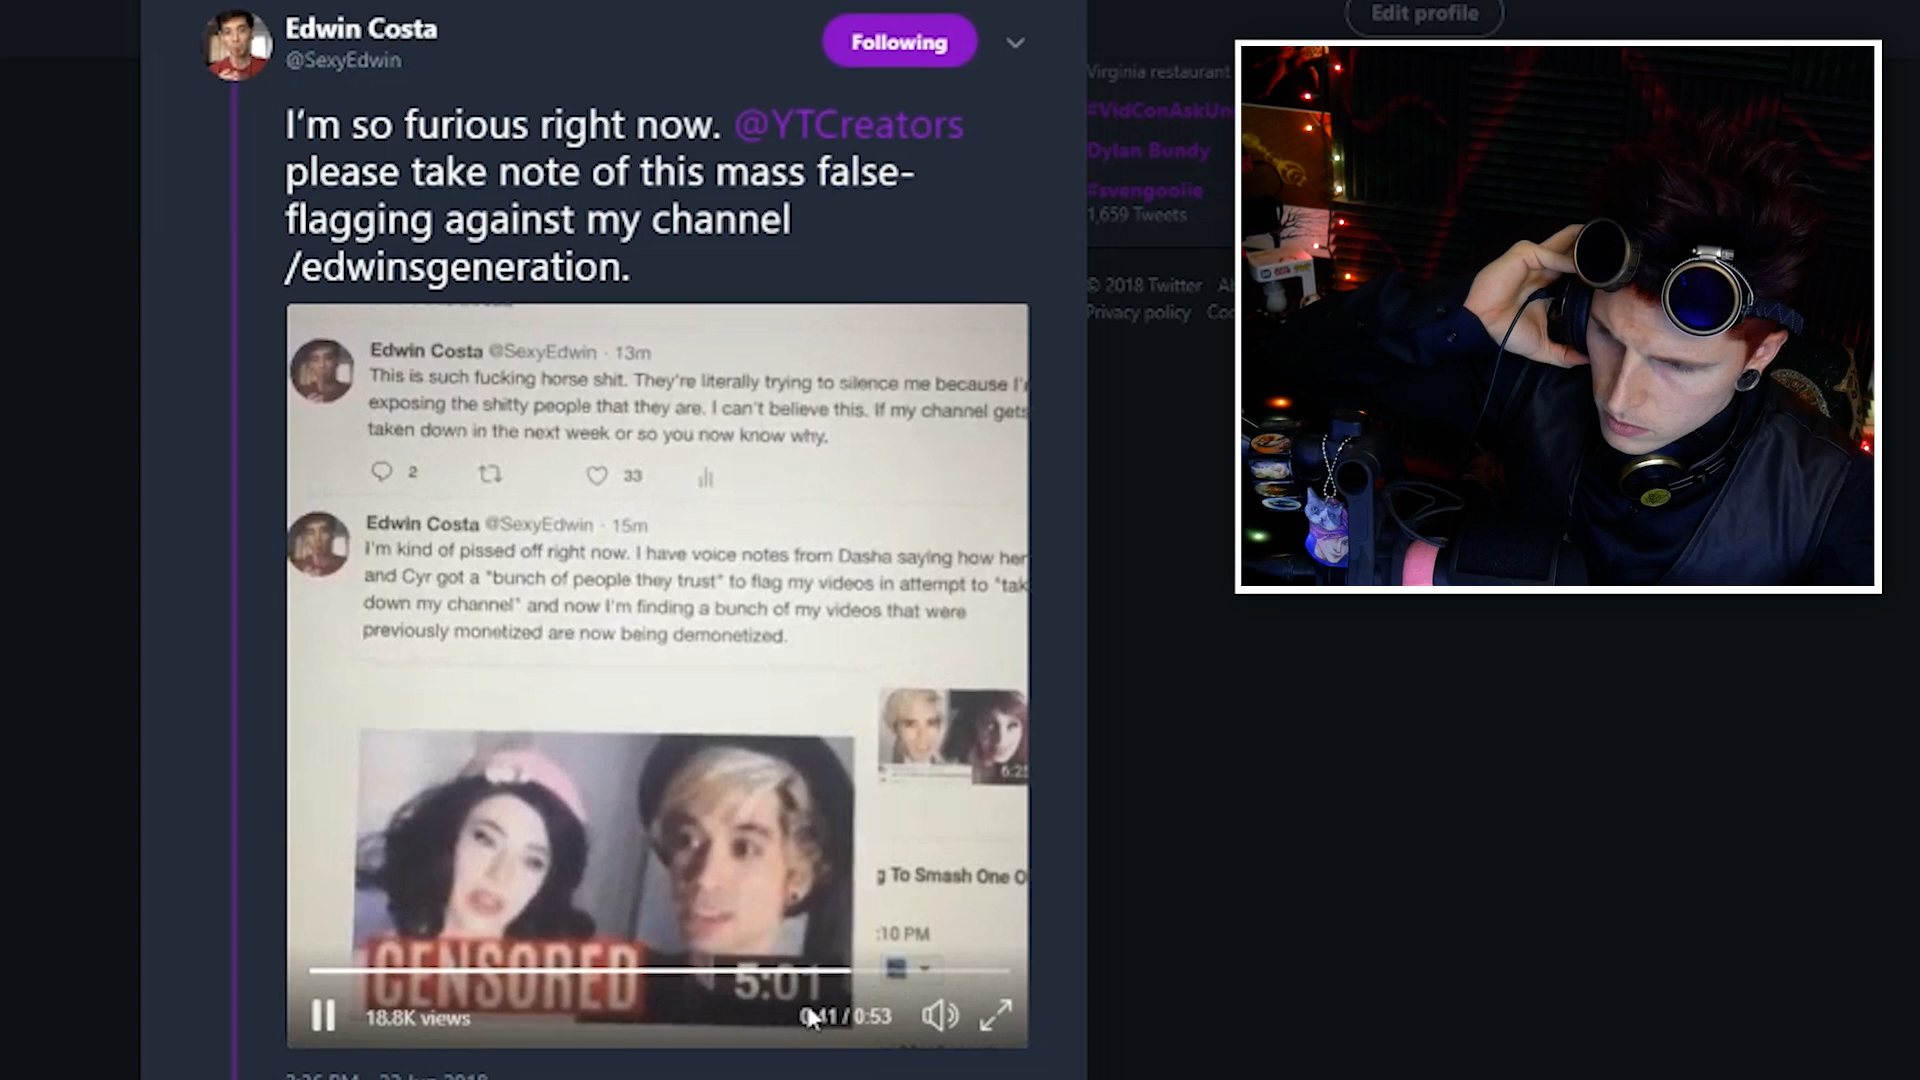 Edwin Costa
@SexyEdwin
Following
I'm so furious right now. @YTCreators
please take note of this mass false-
flagging against my channel
/edwinsgeneration.
Edwin Costa @SexyEdwin · 13m
This is such fucking horse shit. They're literally trying to silence me because
exposing the shitty people that they are. I can't believe this. If my channel gets
taken down in the next week or so you now know why.
2
33
Edwin Costa @SexyEdwin · 15m
I'm kind of pissed off right now. I have voice notes from Dasha saying how her
and Cyr got a "bunch of people they trust" to flag my videos in attempt to "tak
down my channel" and now I'm finding a bunch of my videos that were
previously monetized are now being demonetized.
g To Smash One O
:10 PM
CENSORED
5:01
18.8K views
/ 0:53
Edit profile
Virginia restaurant
#VidConAskUn
Dylan Bundy
#svengoolie
1,659 Tweets
© 2018 Twitter
Privacy policy